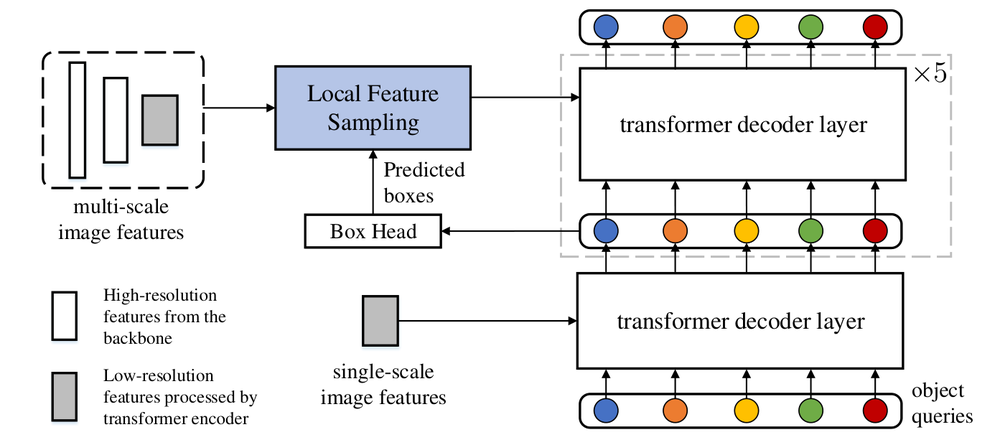 ×5
Local Feature
Sampling
transformer decoder layer
Predicted
boxes
multi-scale
image features
Box Head
High-resolution
features from the
backbone
transformer decoder layer
single-scale
image features
Low-resolution
features processed by
transformer encoder
object
queries